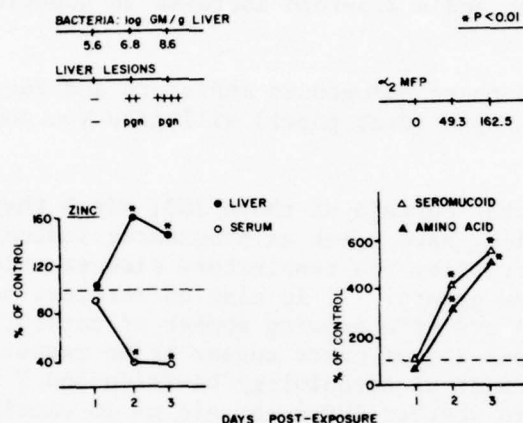 BACTERIA: log GM/g LIVER
5.6 6.8 8.6
LIVER LESIONS
– ++ ++++
pgn pgn
* P<0.01
α2 MFP
0 49.3 162.5
ZINC
LIVER
SERUM
% OF CONTROL
160
120
80
40
1 2 3
SEROMUCOID
AMINO ACID
% OF CONTROL
600
400
200
0
1 2 3
DAYS POST-EXPOSURE